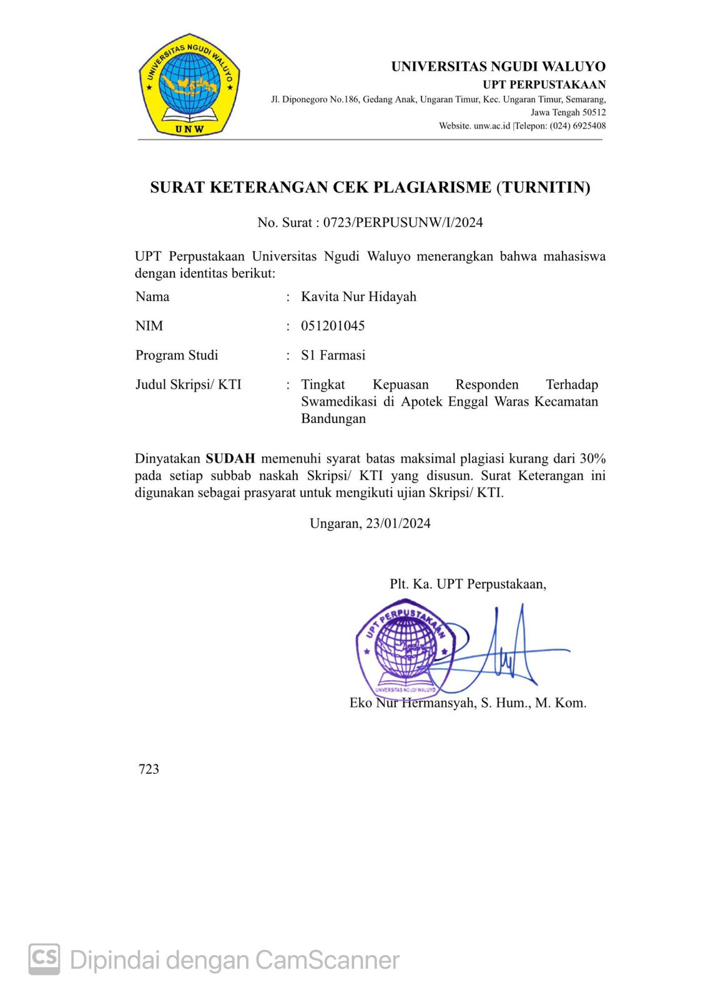 UNIVERSITAS NGUDI WALUYO
UNW
UNIVERSITAS NGUDI WALUYO
UPT PERPUSTAKAAN
Jl. Diponegoro No.186, Gedang Anak, Ungaran Timur, Kec. Ungaran Timur, Semarang,
Jawa Tengah 50512
Website. unw.ac.id |Telepon: (024) 6925408
SURAT KETERANGAN CEK PLAGIARISME (TURNITIN)
No. Surat : 0723/PERPUSUNW/I/2024
UPT Perpustakaan Universitas Ngudi Waluyo menerangkan bahwa mahasiswa
dengan identitas berikut:
Nama : Kavita Nur Hidayah
NIM : 051201045
Program Studi : S1 Farmasi
Judul Skripsi/ KTI : Tingkat Kepuasan Responden Terhadap
Swamedikasi di Apotek Enggal Waras Kecamatan
Bandungan
Dinyatakan SUDAH memenuhi syarat batas maksimal plagiasi kurang dari 30%
pada setiap subbab naskah Skripsi/ KTI yang disusun. Surat Keterangan ini
digunakan sebagai prasyarat untuk mengikuti ujian Skripsi/ KTI.
Ungaran, 23/01/2024
Plt. Ka. UPT Perpustakaan,
UPT PERPUSTAKAAN
UNIVERSITAS NGUDI WALUYO
Eko Nur Hermansyah, S. Hum., M. Kom.
723
CS Dipindai dengan CamScanner